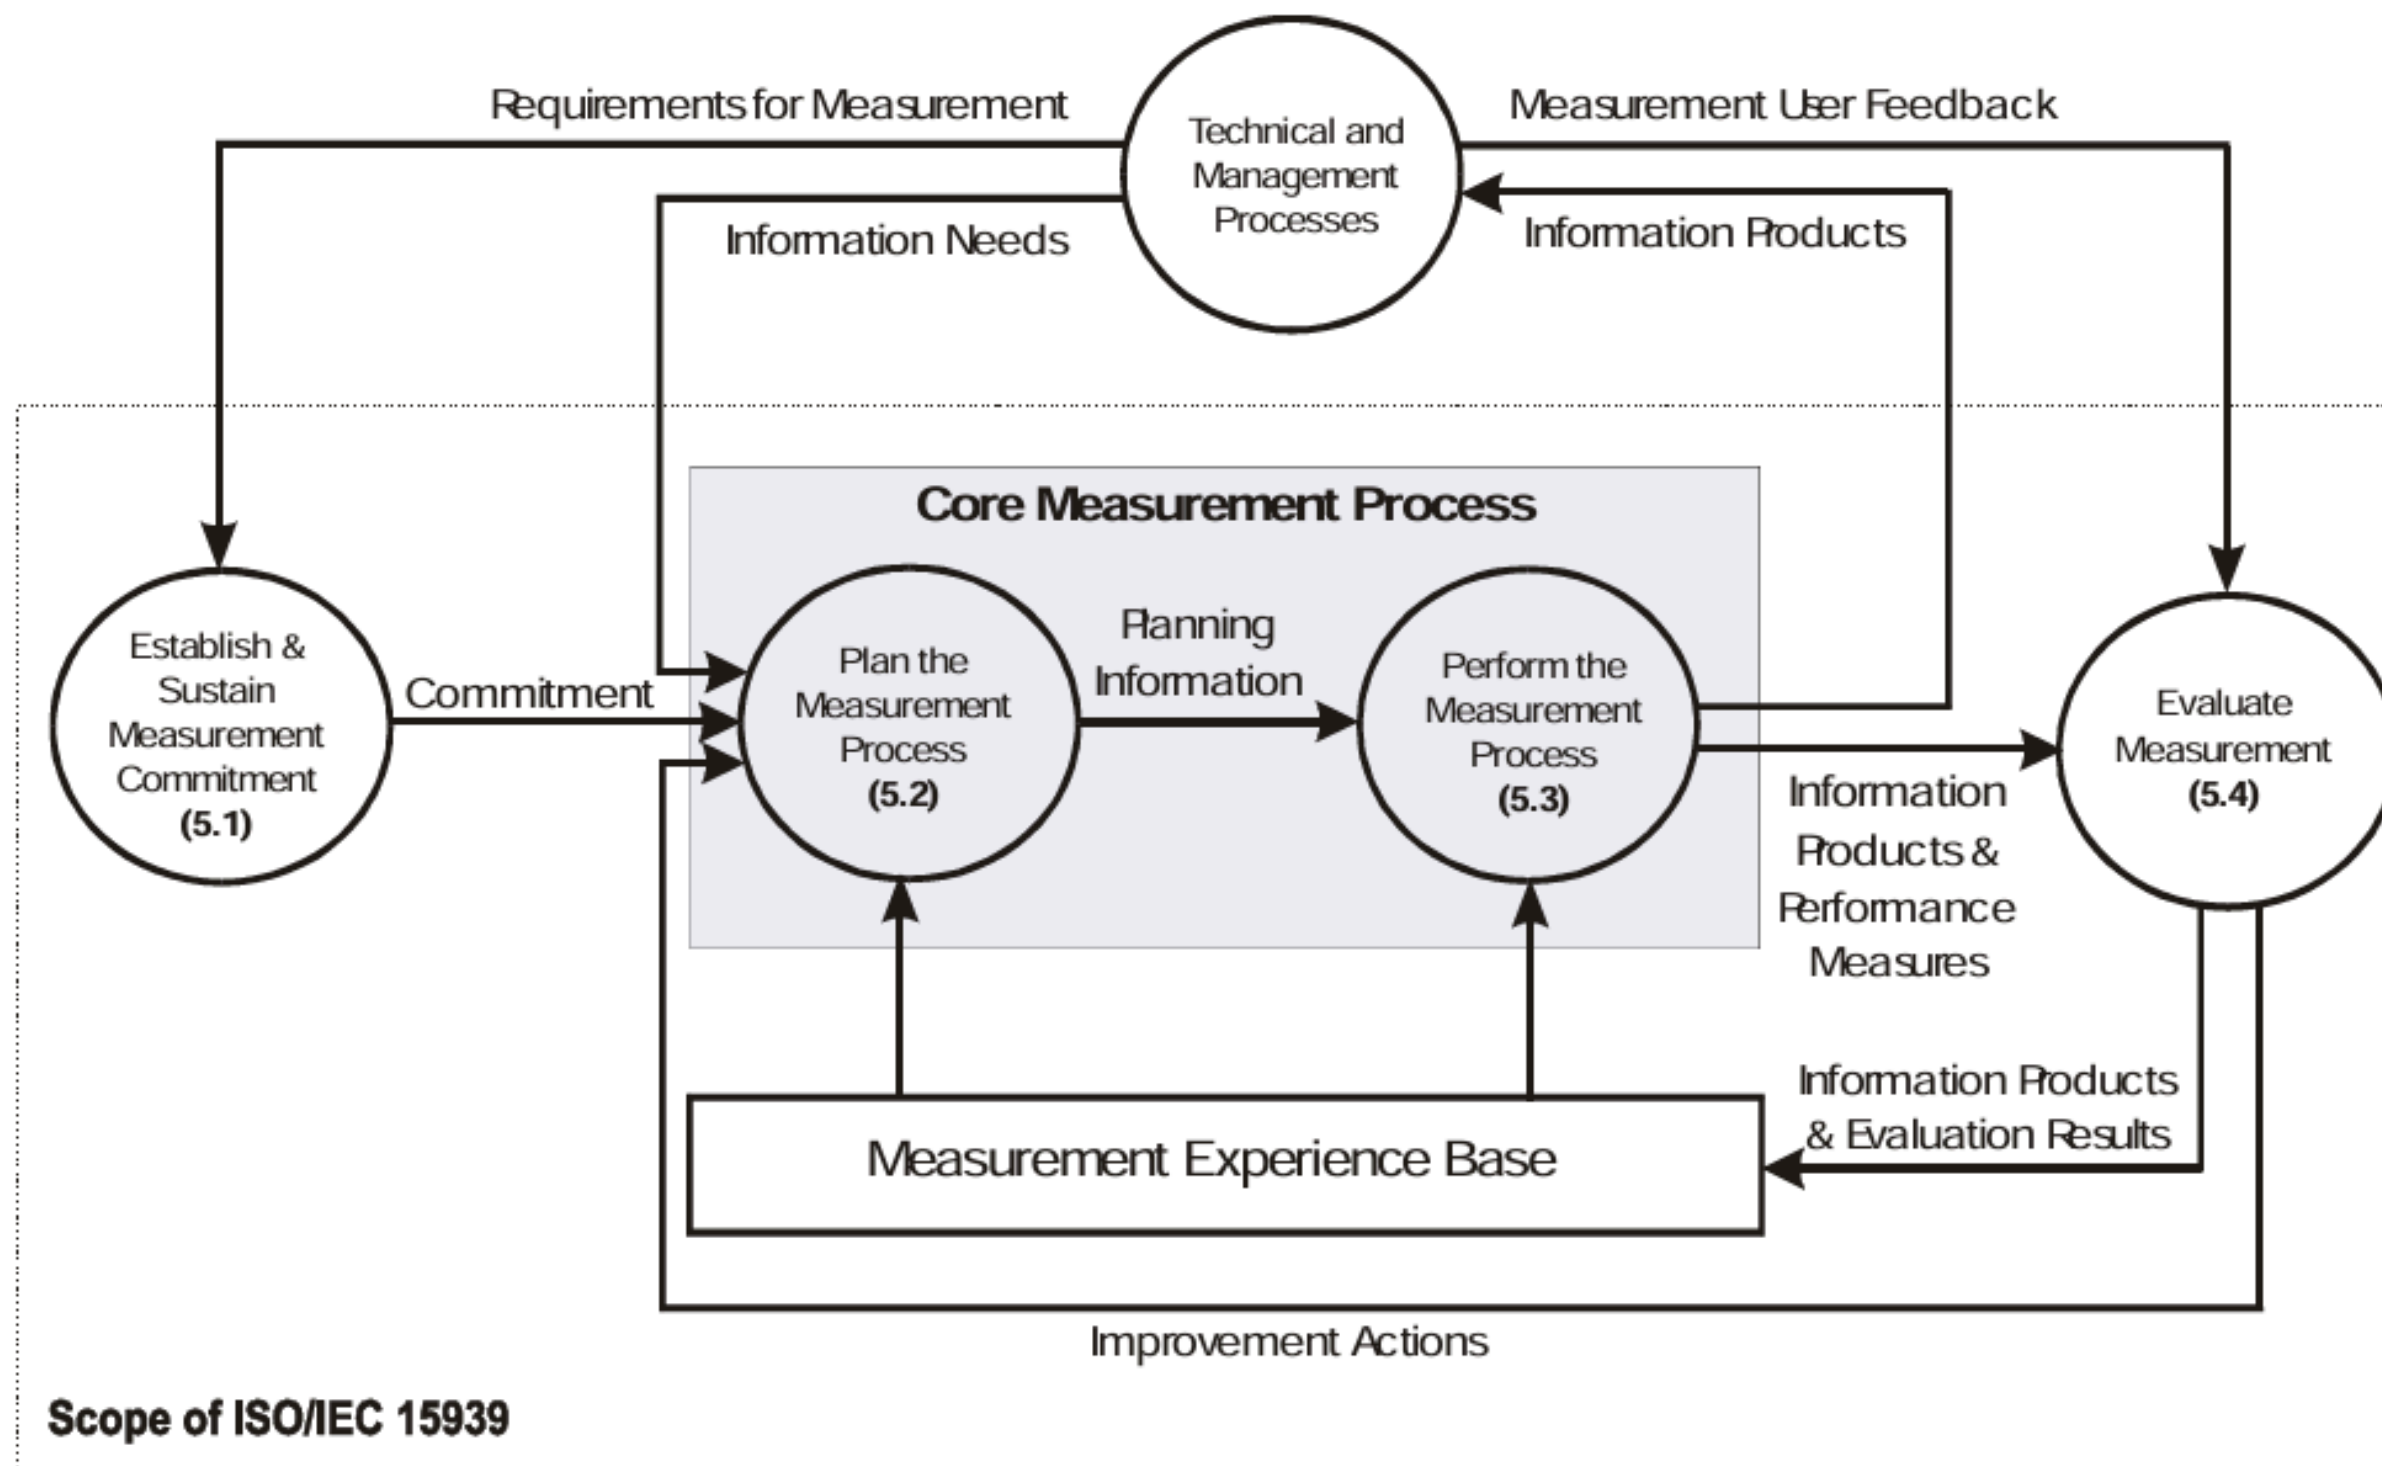 Requirements for Measurement
Technical and
Management
Processes
Measurement User Feedback
Information Needs
Information Products
Core Measurement Process
Establish &
Sustain
Measurement
Commitment
(5.1)
Commitment
Plan the
Measurement
Process
(5.2)
Planning
Information
Perform the
Measurement
Process
(5.3)
Evaluate
Measurement
(5.4)
Information
Products &
Performance
Measures
Information Products
& Evaluation Results
Measurement Experience Base
Improvement Actions
Scope of ISO/IEC 15939